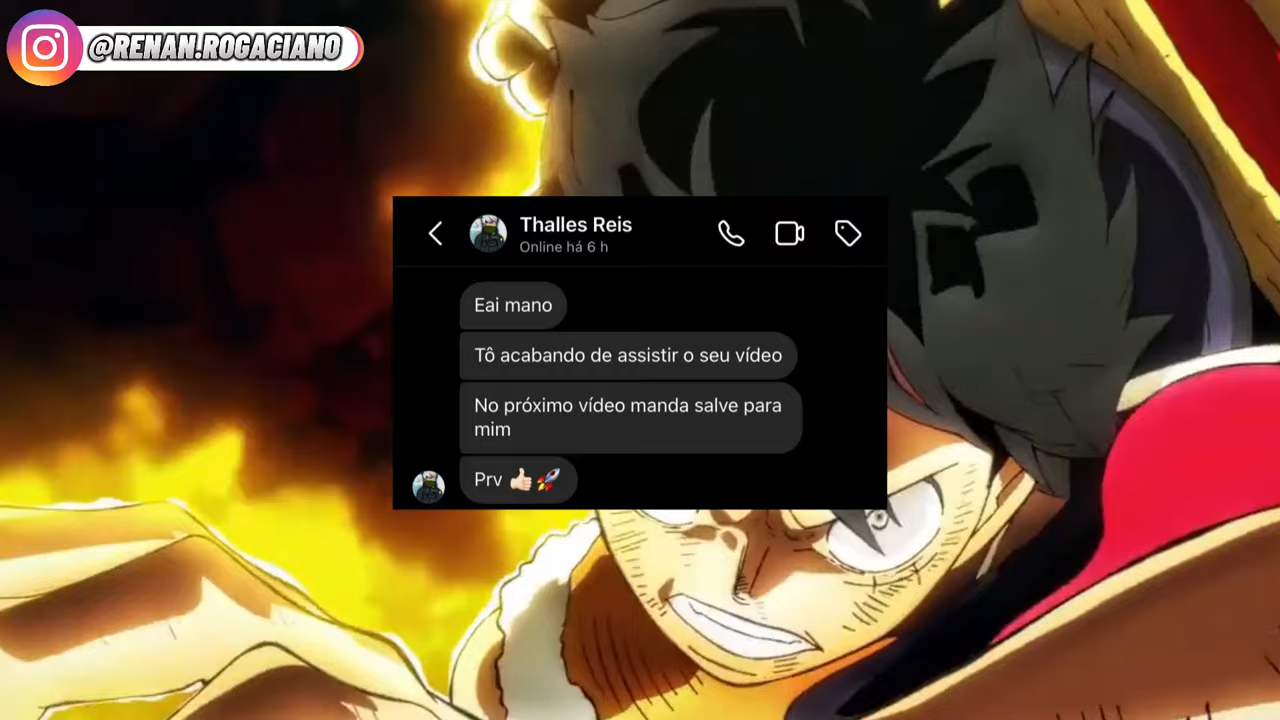 @RENAN.ROGACIANO
Thalles Reis
Online há 6 h
Eai mano
Tô acabando de assistir o seu vídeo
No próximo vídeo manda salve para
mim
Prv 👍🏻🚀